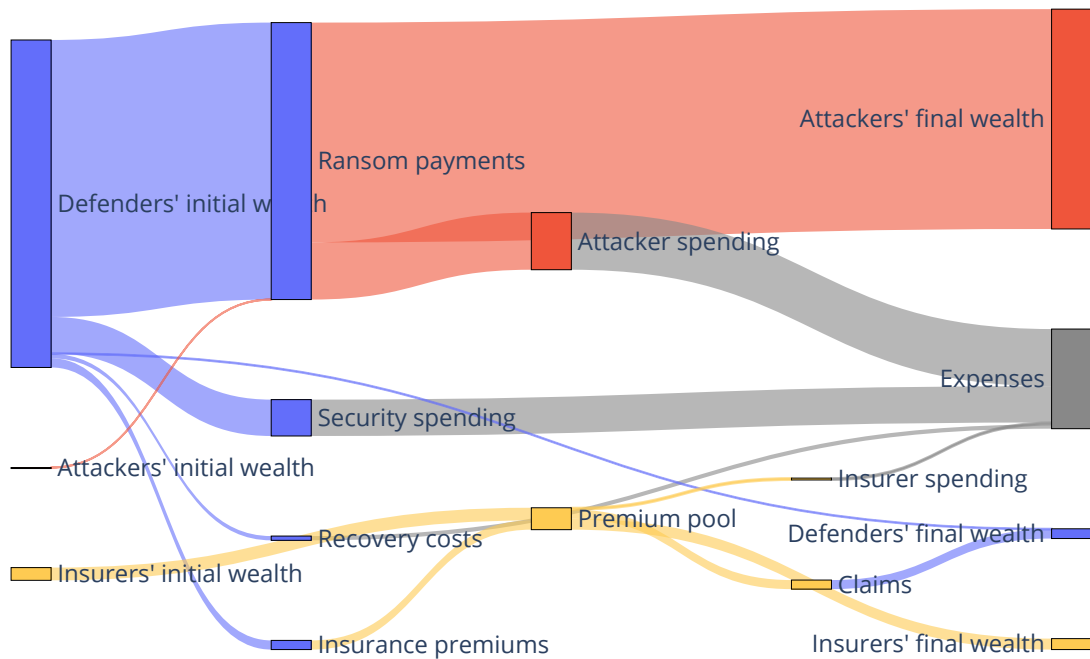 Attackers' final wealth
Ransom payments
Defenders' initial wealth
Attacker spending
Expenses
Security spending
Attackers' initial wealth
Insurer spending
Premium pool
Defenders' final wealth
Recovery costs
Insurers' initial wealth
Claims
Insurers' final wealth
Insurance premiums